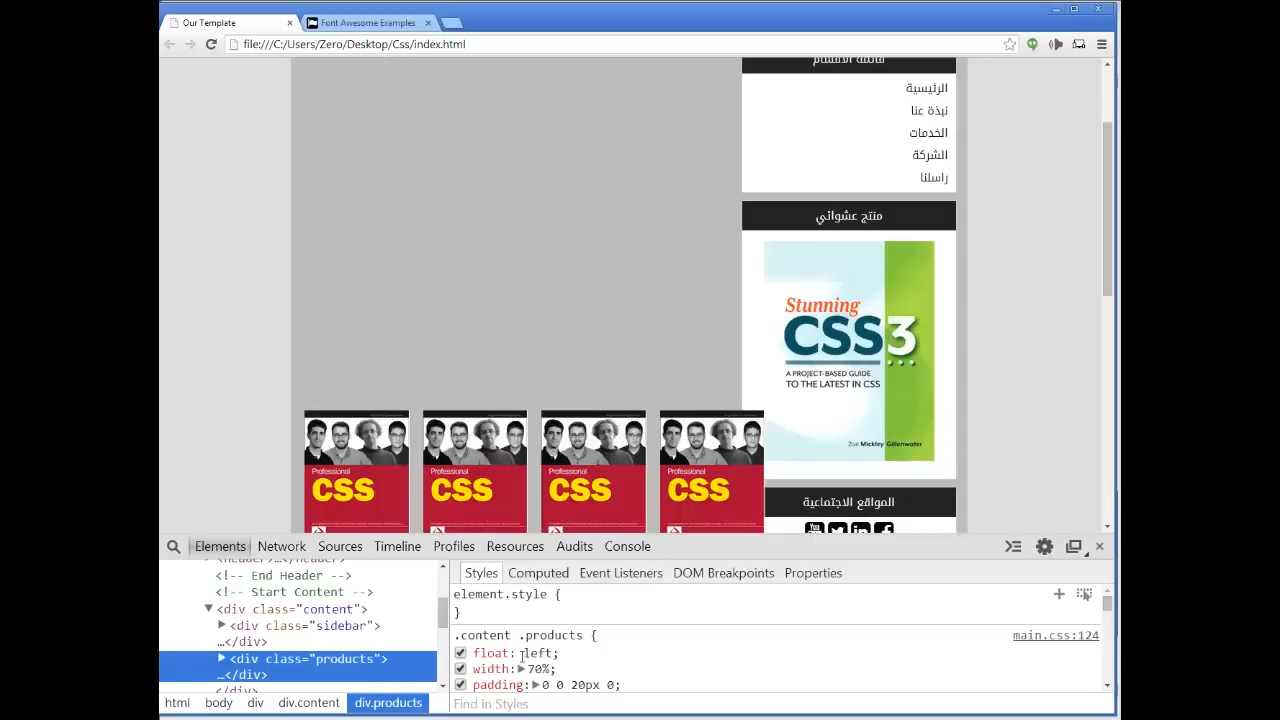 Our Template
Font Awesome Examples
file:///C:/Users/Zero/Desktop/Css/index.html
قائمة الاقسام
الرئيسية
نبذة عنا
الخدمات
الشركة
راسلنا
منتج عشوائي
Stunning
CSS3
A PROJECT-BASED GUIDE
TO THE LATEST IN CSS
Zoe Mickley Gillenwater
Professional Professional Professional Professional
CSS CSS CSS CSS
المواقع الاجتماعية
You
Elements Network Sources Timeline Profiles Resources Audits Console
<!-- End Header -->
<!-- Start Content -->
<div class="content">
<div class="sidebar">
…</div>
<div class="products">
…</div>
html body div div.content div.products
Styles Computed Event Listeners DOM Breakpoints Properties
element.style {
}
.content .products { main.css:124
float: left;
width: 70%;
padding: 0 0 20px 0;
Find in Styles